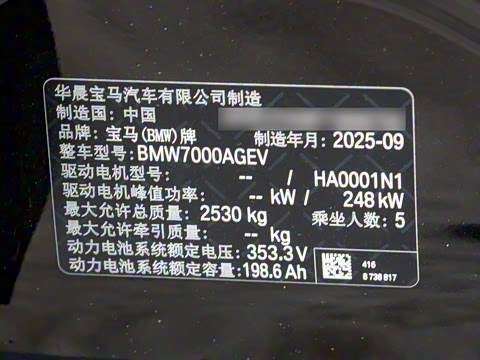 华晨宝马汽车有限公司制造
制造国：中国
品牌：宝马(BMW)牌 制造年月：2025-09
整车型号：BMW7000AGEV
驱动电机型号： -- / HA0001N1
驱动电机峰值功率： -- kW / 248 kW
最大允许总质量： 2530 kg 乘坐人数：5
最大允许牵引质量： -- kg
动力电池系统额定电压：353.3 V
动力电池系统额定容量：198.6 Ah
416
8 738 817